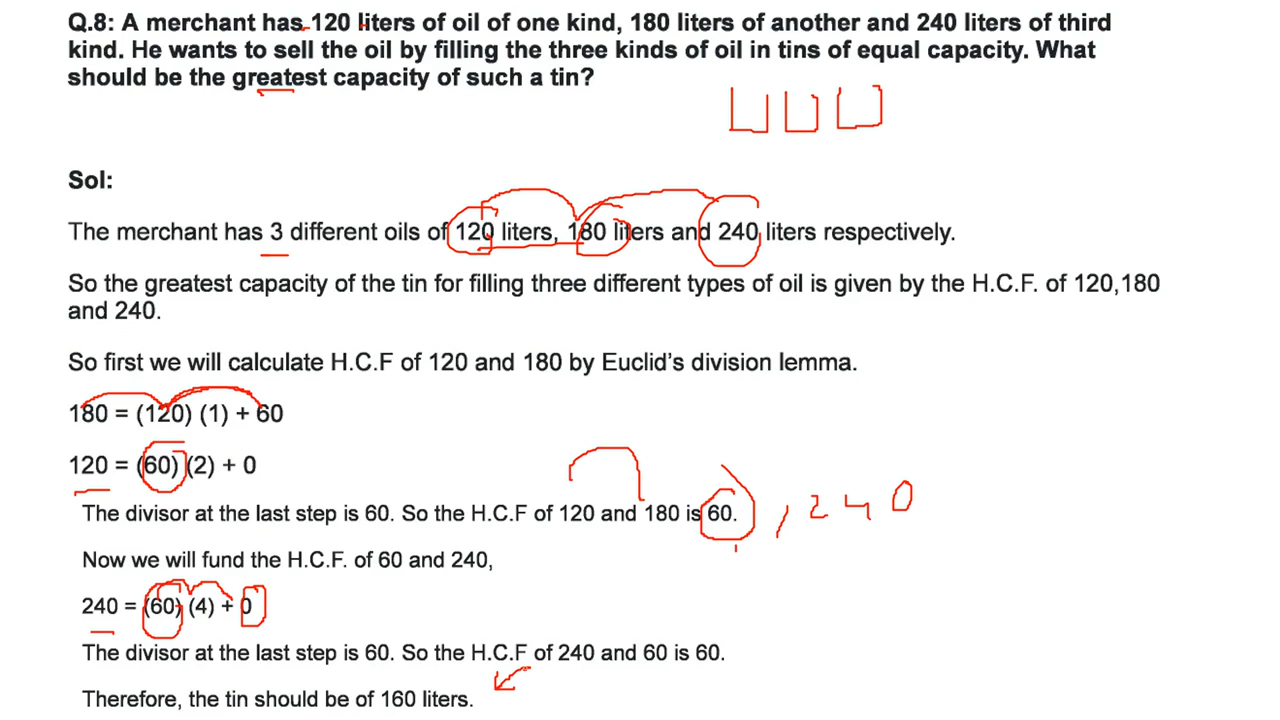 Q.8: A merchant has 120 liters of oil of one kind, 180 liters of another and 240 liters of third
kind. He wants to sell the oil by filling the three kinds of oil in tins of equal capacity. What
should be the greatest capacity of such a tin?
Sol:
The merchant has 3 different oils of 120 liters, 180 liters and 240 liters respectively.
So the greatest capacity of the tin for filling three different types of oil is given by the H.C.F. of 120,180
and 240.
So first we will calculate H.C.F of 120 and 180 by Euclid's division lemma.
180 = (120) (1) + 60
120 = (60) (2) + 0
The divisor at the last step is 60. So the H.C.F of 120 and 180 is 60. , 240
Now we will fund the H.C.F. of 60 and 240,
240 = (60) (4) + 0
The divisor at the last step is 60. So the H.C.F of 240 and 60 is 60.
Therefore, the tin should be of 160 liters.